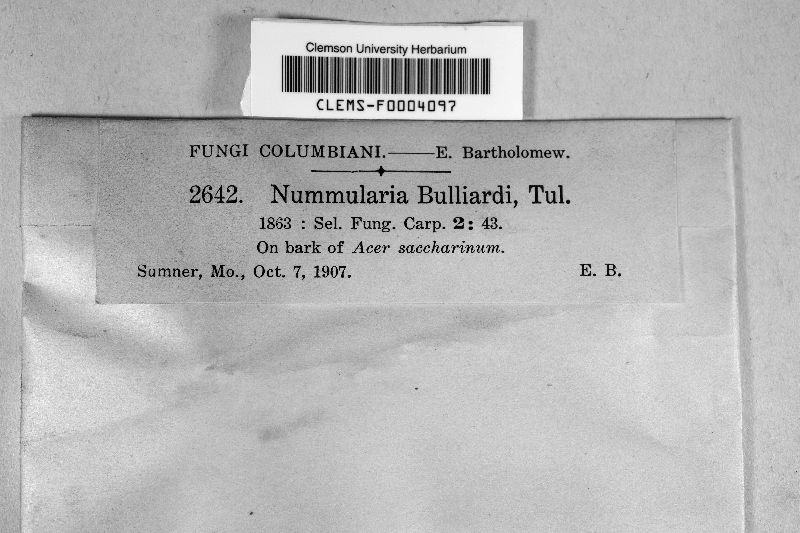 Clemson University Herbarium
CLEMS-F0004097
FUNGI COLUMBIANI.——E. Bartholomew.
2642. Nummularia Bulliardi, Tul.
1863 : Sel. Fung. Carp. 2: 43.
On bark of Acer saccharinum.
Sumner, Mo., Oct. 7, 1907. E. B.